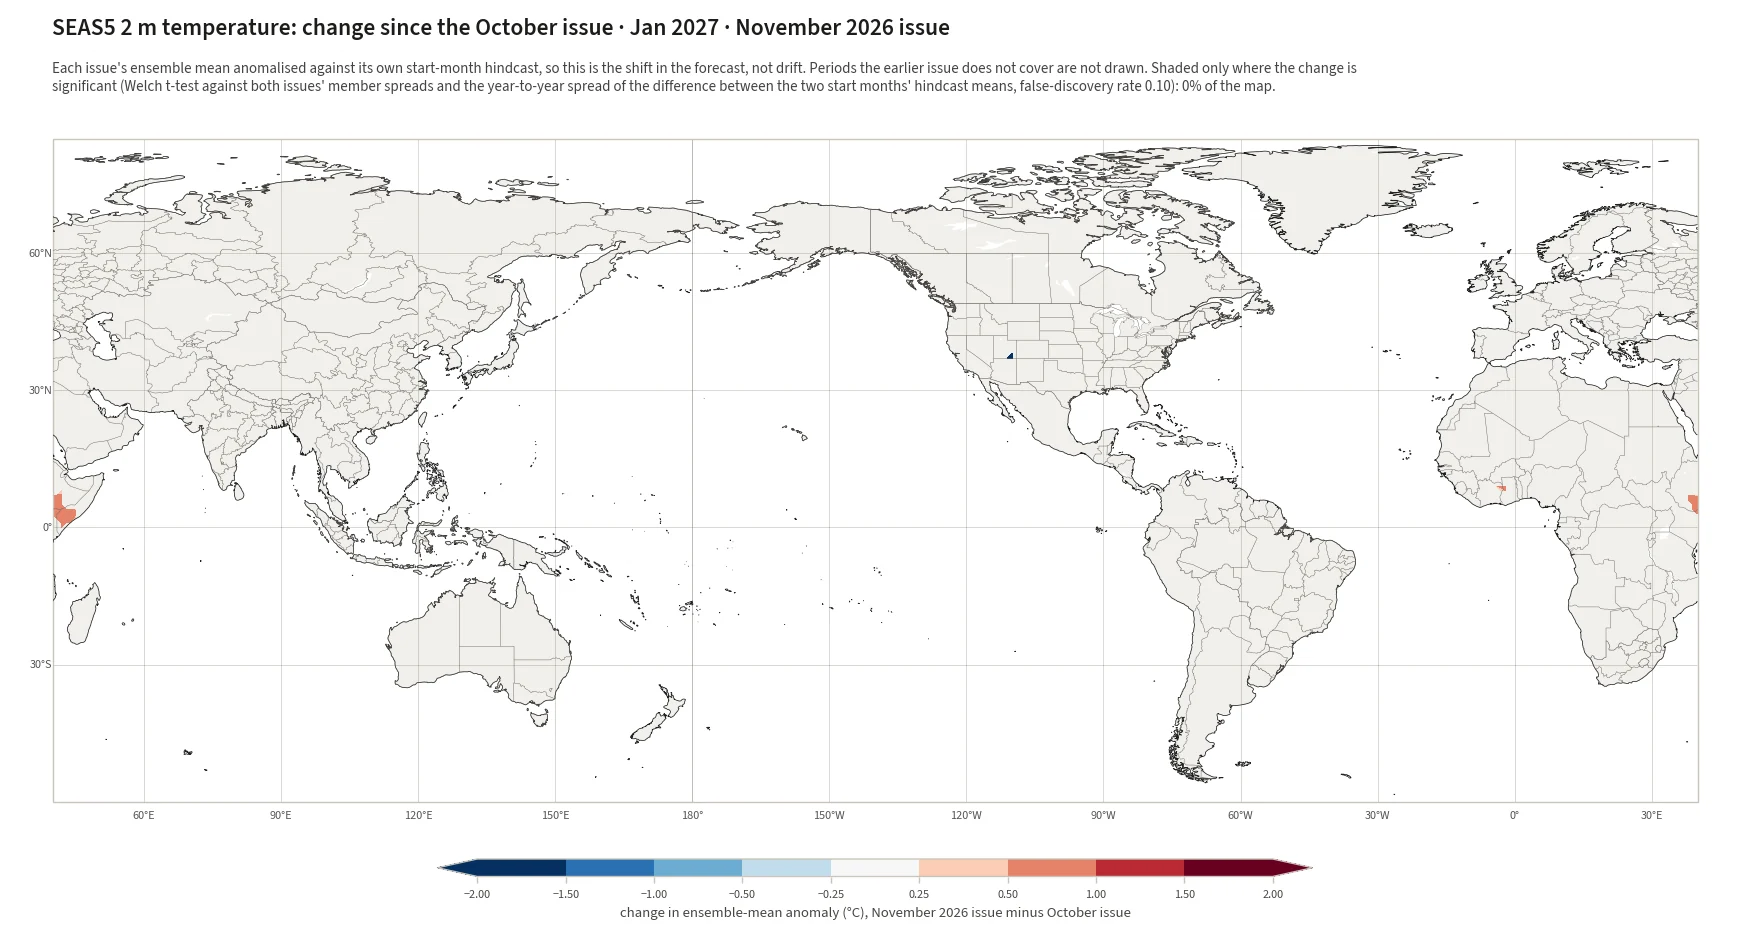 SEAS5 2 m temperature: change since the October issue · Jan 2027 · November 2026 issue
Each issue's ensemble mean anomalised against its own start-month hindcast, so this is the shift in the forecast, not drift. Periods the earlier issue does not cover are not drawn. Shaded only where the change is
significant (Welch t-test against both issues' member spreads and the year-to-year spread of the difference between the two start months' hindcast means, false-discovery rate 0.10): 0% of the map.
60°N
30°N
0°
30°S
60°E 90°E 120°E 150°E 180° 150°W 120°W 90°W 60°W 30°W 0° 30°E
−2.00 −1.50 −1.00 −0.50 −0.25 0.25 0.50 1.00 1.50 2.00
change in ensemble-mean anomaly (°C), November 2026 issue minus October issue